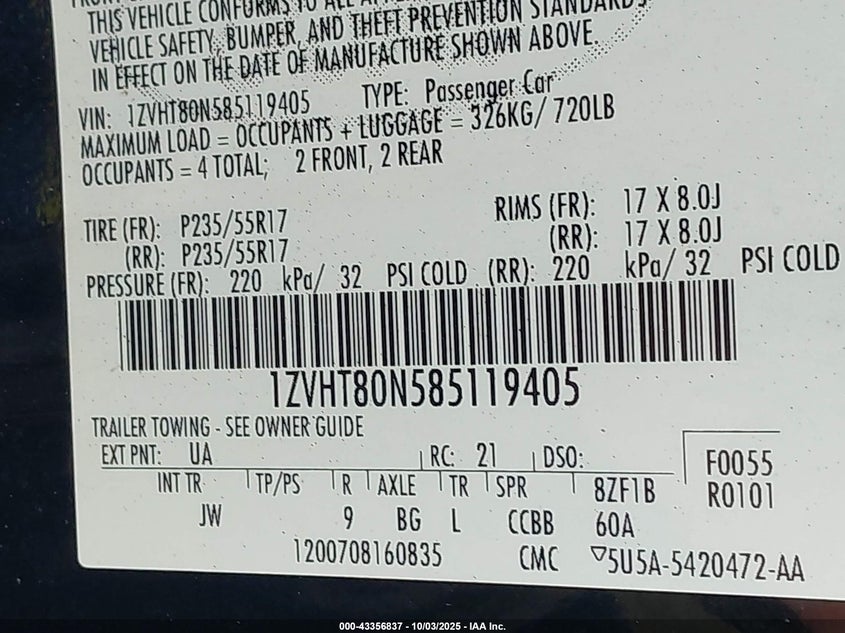 THIS VEHICLE CONFORMS TO ALL
VEHICLE SAFETY, BUMPER, AND THEFT PREVENTION STANDARDS
IN EFFECT ON THE DATE OF MANUFACTURE SHOWN ABOVE.
VIN: 1ZVHT80N585119405 TYPE: Passenger Car
MAXIMUM LOAD = OCCUPANTS + LUGGAGE = 326KG/ 720LB
OCCUPANTS = 4 TOTAL; 2 FRONT, 2 REAR
TIRE (FR): P235/55R17 RIMS (FR): 17 X 8.0J
(RR): P235/55R17 (RR): 17 X 8.0J
PRESSURE (FR): 220 kPa/ 32 PSI COLD (RR): 220 kPa/ 32 PSI COLD
1ZVHT80N585119405
TRAILER TOWING - SEE OWNER GUIDE
EXT PNT: UA RC: 21 DSO: F0055
INT TR TP/PS R AXLE TR SPR 8ZF1B R0101
JW 9 BG L CCBB 60A
1200708160835 CMC ▽5U5A-5420472-AA
000-43356837 - 10/03/2025 - IAA Inc.